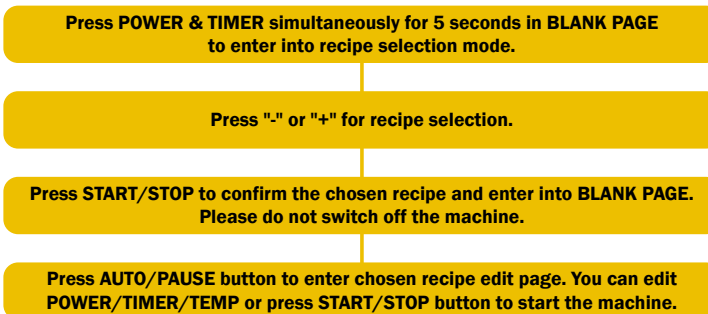 Press POWER & TIMER simultaneously for 5 seconds in BLANK PAGE
to enter into recipe selection mode.
Press "-" or "+" for recipe selection.
Press START/STOP to confirm the chosen recipe and enter into BLANK PAGE.
Please do not switch off the machine.
Press AUTO/PAUSE button to enter chosen recipe edit page. You can edit
POWER/TIMER/TEMP or press START/STOP button to start the machine.